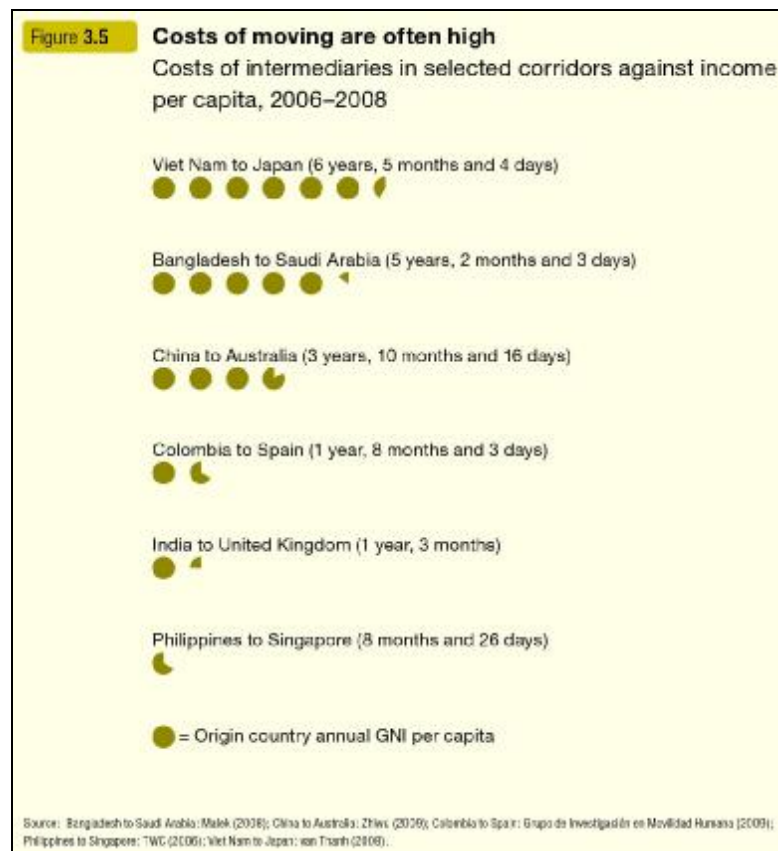 Figure 3.5
Costs of moving are often high
Costs of intermediaries in selected corridors against income
per capita, 2006–2008
Viet Nam to Japan (6 years, 5 months and 4 days)
Bangladesh to Saudi Arabia (5 years, 2 months and 3 days)
China to Australia (3 years, 10 months and 16 days)
Colombia to Spain (1 year, 8 months and 3 days)
India to United Kingdom (1 year, 3 months)
Philippines to Singapore (8 months and 26 days)
= Origin country annual GNI per capita
Source: Bangladesh to Saudi Arabia: Malek (2008); China to Australia: Zhiwu (2009); Colombia to Spain: Grupo de Investigación en Movilidad Humana (2009);
Philippines to Singapore: TWC (2006); Viet Nam to Japan: van Thanh (2008).